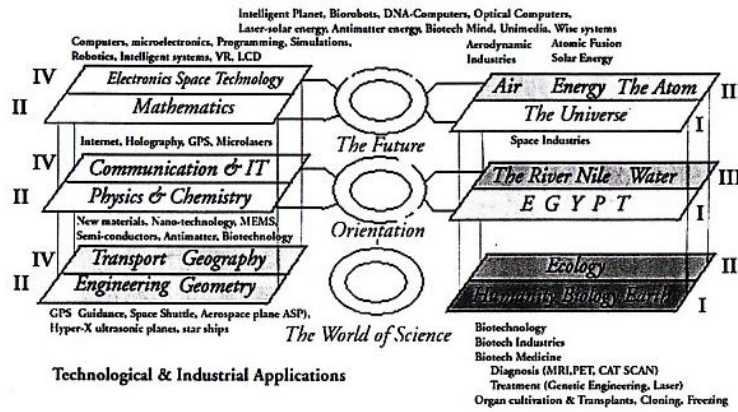 Intelligent Planet, Biorobots, DNA-Computers, Optical Computers,
Laser-solar energy, Antimatter energy, Biotech Mind, Unimedia, Wise systems
Computers, microelectronics, Programming, Simulations,
Robotics, Intelligent systems, VR, LCD
Aerodynamic
Industries
Atomic Fusion
Solar Energy
IV
Electronics Space Technology
II
Mathematics
The Future
Air Energy The Atom
III
The Universe
I
Internet, Holography, GPS, Microlasers
Space Industries
IV
Communication & IT
II
Physics & Chemistry
Orientation
The River Nile Water
III
E G Y P T
I
New materials, Nano-technology, MEMS,
Semi-conductors, Antimatter, Biotechnology
IV
Transport Geography
II
Engineering Geometry
The World of Science
Ecology
II
Humanity Biology Earth
I
GPS Guidance, Space Shuttle, Aerospace plane ASP),
Hyper-X ultrasonic planes, star ships
Biotechnology
Biotech Industries
Biotech Medicine
Diagnosis (MRI,PET, CAT SCAN)
Treatment (Genetic Engineering, Laser)
Organ cultivation & Transplants, Cloning, Freezing
Technological & Industrial Applications